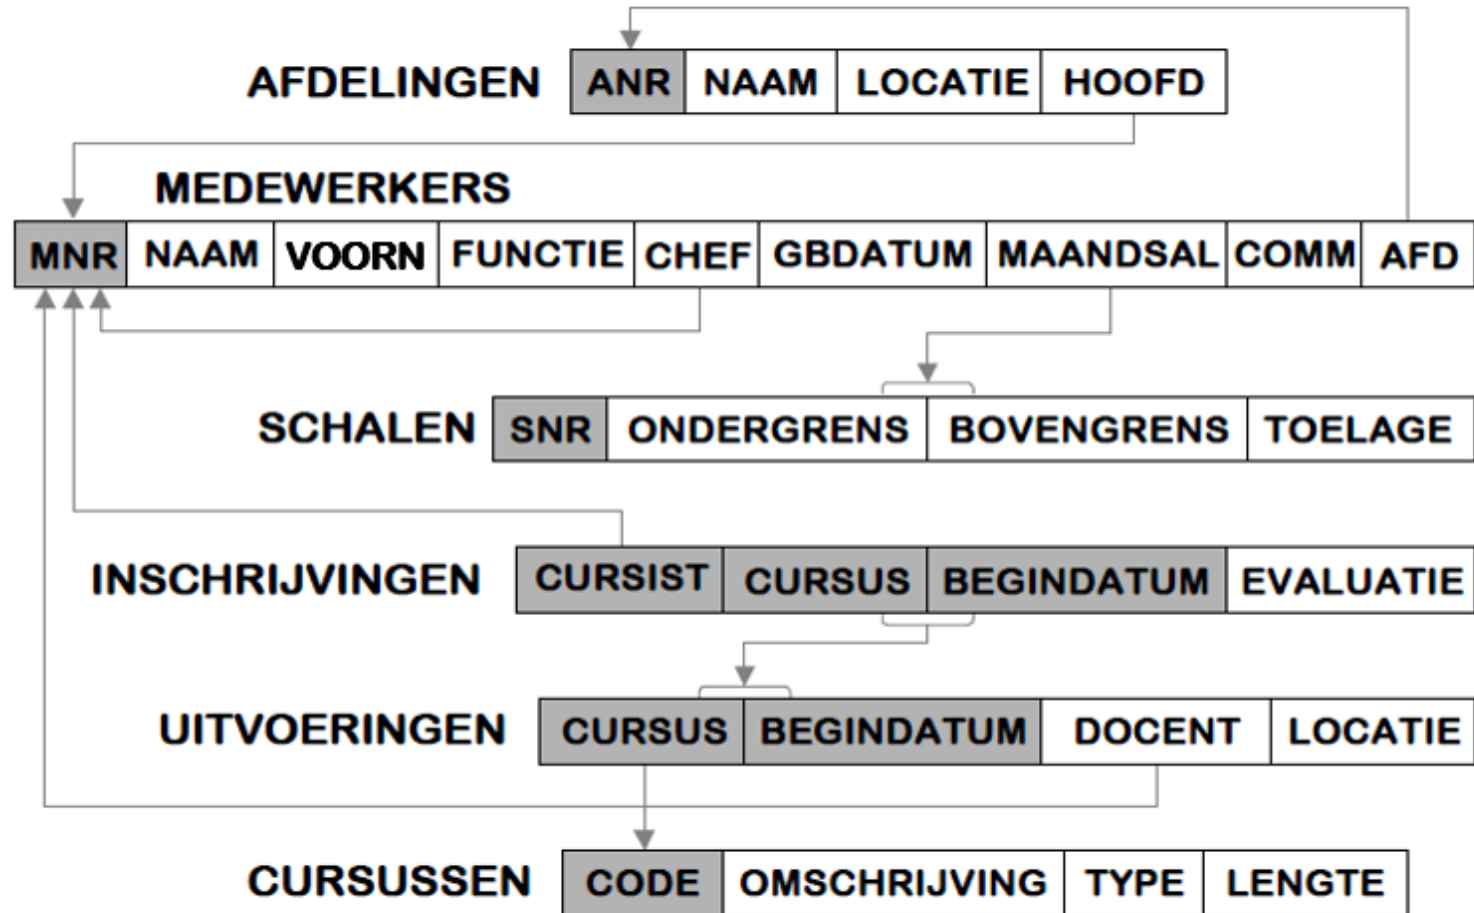 AFDELINGEN ANR NAAM LOCATIE HOOFD
MEDEWERKERS
MNR NAAM VOORN FUNCTIE CHEF GBDATUM MAANDSAL COMM AFD
SCHALEN SNR ONDERGRENS BOVENGRENS TOELAGE
INSCHRIJVINGEN CURSIST CURSUS BEGINDATUM EVALUATIE
UITVOERINGEN CURSUS BEGINDATUM DOCENT LOCATIE
CURSUSSEN CODE OMSCHRIJVING TYPE LENGTE